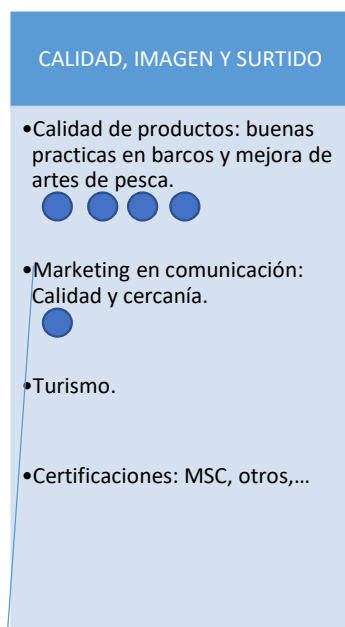 CALIDAD, IMAGEN Y SURTIDO
•Calidad de productos: buenas
practicas en barcos y mejora de
artes de pesca.
•Marketing en comunicación:
Calidad y cercanía.
•Turismo.
•Certificaciones: MSC, otros,...